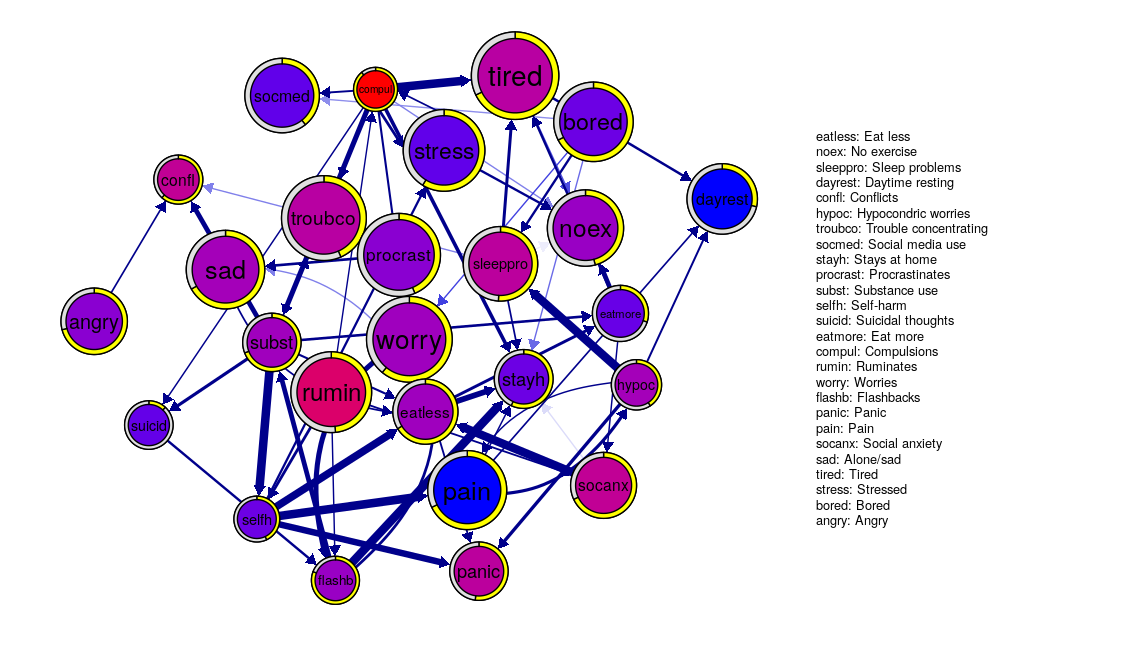 tired
compul
socmed
bored
stress
confl
dayrest
troubco
noex
procrast
sleeppro
sad
eatmore
angry
worry
subst
stayh
hypoc
rumin
eatless
suicid
socanx
pain
selfh
panic
flashb
eatless: Eat less
noex: No exercise
sleeppro: Sleep problems
dayrest: Daytime resting
confl: Conflicts
hypoc: Hypocondric worries
troubco: Trouble concentrating
socmed: Social media use
stayh: Stays at home
procrast: Procrastinates
subst: Substance use
selfh: Self-harm
suicid: Suicidal thoughts
eatmore: Eat more
compul: Compulsions
rumin: Ruminates
worry: Worries
flashb: Flashbacks
panic: Panic
pain: Pain
socanx: Social anxiety
sad: Alone/sad
tired: Tired
stress: Stressed
bored: Bored
angry: Angry